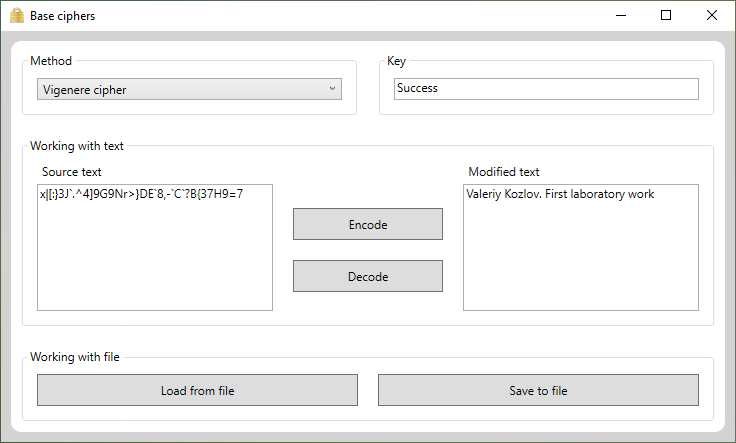 Base ciphers
Method
Key
Vigenere cipher
Success
Working with text
Source text
Modified text
x|[:}3J`.^4]9G9Nr>}DE`8,-`C`?B{37H9=7
Valeriy Kozlov. First laboratory work
Encode
Decode
Working with file
Load from file
Save to file